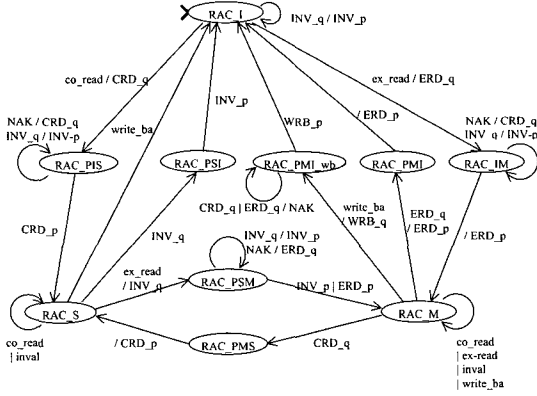 RAC_I
INV_q / INV_p
co_read / CRD_q
ex_read / ERD_q
INV_p
/ ERD_p
NAK / CRD_q
INV_q / INV-p
write_ba
WRB_p
NAK / CRD_q
INV_q / INV-p
RAC_PIS
RAC_PSI
RAC_PMI_wb
RAC_PMI
RAC_IM
CRD_q | ERD_q / NAK
CRD_p
INV_q
write_ba
/ WRB_q
ERD_q
/ ERD_p
/ ERD_p
INV_q / INV_p
NAK / ERD_q
ex_read
/ INV_q
RAC_PSM
INV_p | ERD_p
RAC_S
RAC_M
/ CRD_p
CRD_q
RAC_PMS
co_read
| inval
co_read
| ex-read
| inval
| write_ba